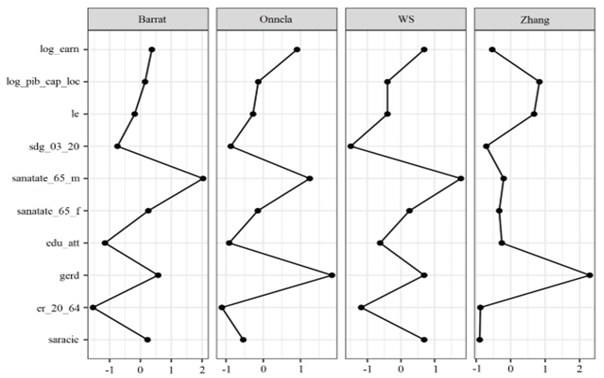 Barrat Onnela WS Zhang
log_earn
log_pib_cap_loc
le
sdg_03_20
sanatate_65_m
sanatate_65_f
edu_att
gerd
er_20_64
saracie
-1 0 1 2 -1 0 1 -1 0 1 -1 0 1 2